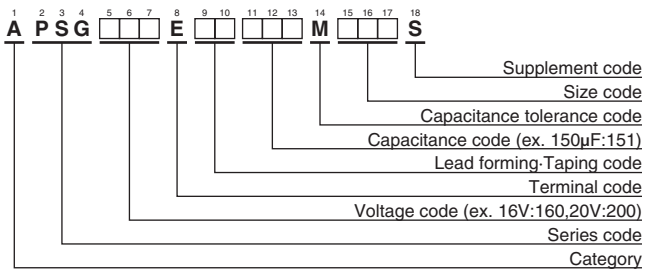 1 2 3 4 5 6 7 8 9 10 11 12 13 14 15 16 17 18
A PSG E M S
Supplement code
Size code
Capacitance tolerance code
Capacitance code (ex. 150µF:151)
Lead forming·Taping code
Terminal code
Voltage code (ex. 16V:160,20V:200)
Series code
Category